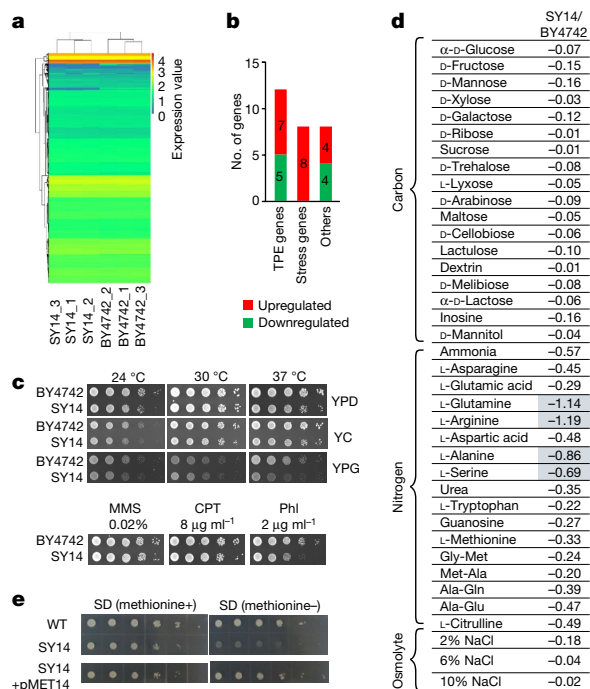 a
4
3
2
1
0
Expression value
SY14_3
SY14_1
SY14_2
BY4742_2
BY4742_1
BY4742_3
b
No. of genes
15
10
5
0
7
5
8
4
4
TPE genes
Stress genes
Others
Upregulated
Downregulated
c
24 °C 30 °C 37 °C
BY4742
SY14
YPD
BY4742
SY14
YC
BY4742
SY14
YPG
MMS CPT Phl
0.02% 8 μg ml−1 2 μg ml−1
BY4742
SY14
e
SD (methionine+) SD (methionine–)
WT
SY14
SY14
+pMET14
d
SY14/
BY4742
Carbon
α-D-Glucose −0.07
D-Fructose −0.15
D-Mannose −0.16
D-Xylose −0.03
D-Galactose −0.12
D-Ribose −0.01
Sucrose −0.01
D-Trehalose −0.08
L-Lyxose −0.05
D-Arabinose −0.09
Maltose −0.05
D-Cellobiose −0.06
Lactulose −0.10
Dextrin −0.01
D-Melibiose −0.08
α-D-Lactose −0.06
Inosine −0.16
D-Mannitol −0.04
Nitrogen
Ammonia −0.57
L-Asparagine −0.45
L-Glutamic acid −0.29
L-Glutamine −1.14
L-Arginine −1.19
L-Aspartic acid −0.48
L-Alanine −0.86
L-Serine −0.69
Urea −0.35
L-Tryptophan −0.22
Guanosine −0.27
L-Methionine −0.33
Gly-Met −0.24
Met-Ala −0.20
Ala-Gln −0.39
Ala-Glu −0.47
L-Citrulline −0.49
Osmolyte
2% NaCl −0.18
6% NaCl −0.04
10% NaCl −0.02